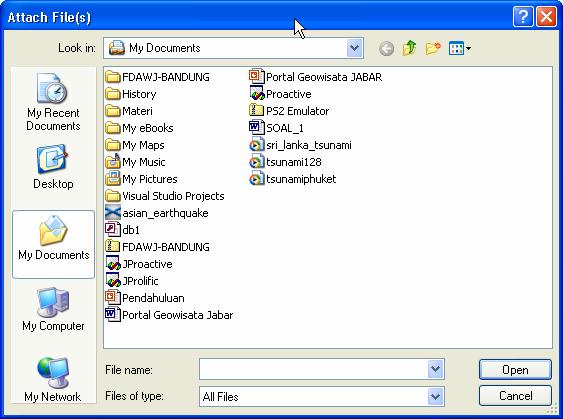 Attach File(s)
Look in: My Documents
My Recent
Documents
Desktop
My Documents
My Computer
My Network
FDAWJ-BANDUNG
History
Materi
My eBooks
My Maps
My Music
My Pictures
Visual Studio Projects
asian_earthquake
db1
FDAWJ-BANDUNG
JProactive
JProlific
Pendahuluan
Portal Geowisata Jabar
Portal Geowisata JABAR
Proactive
PS2 Emulator
SOAL_1
sri_lanka_tsunami
tsunami128
tsunamiphuket
File name:
Open
Files of type: All Files
Cancel